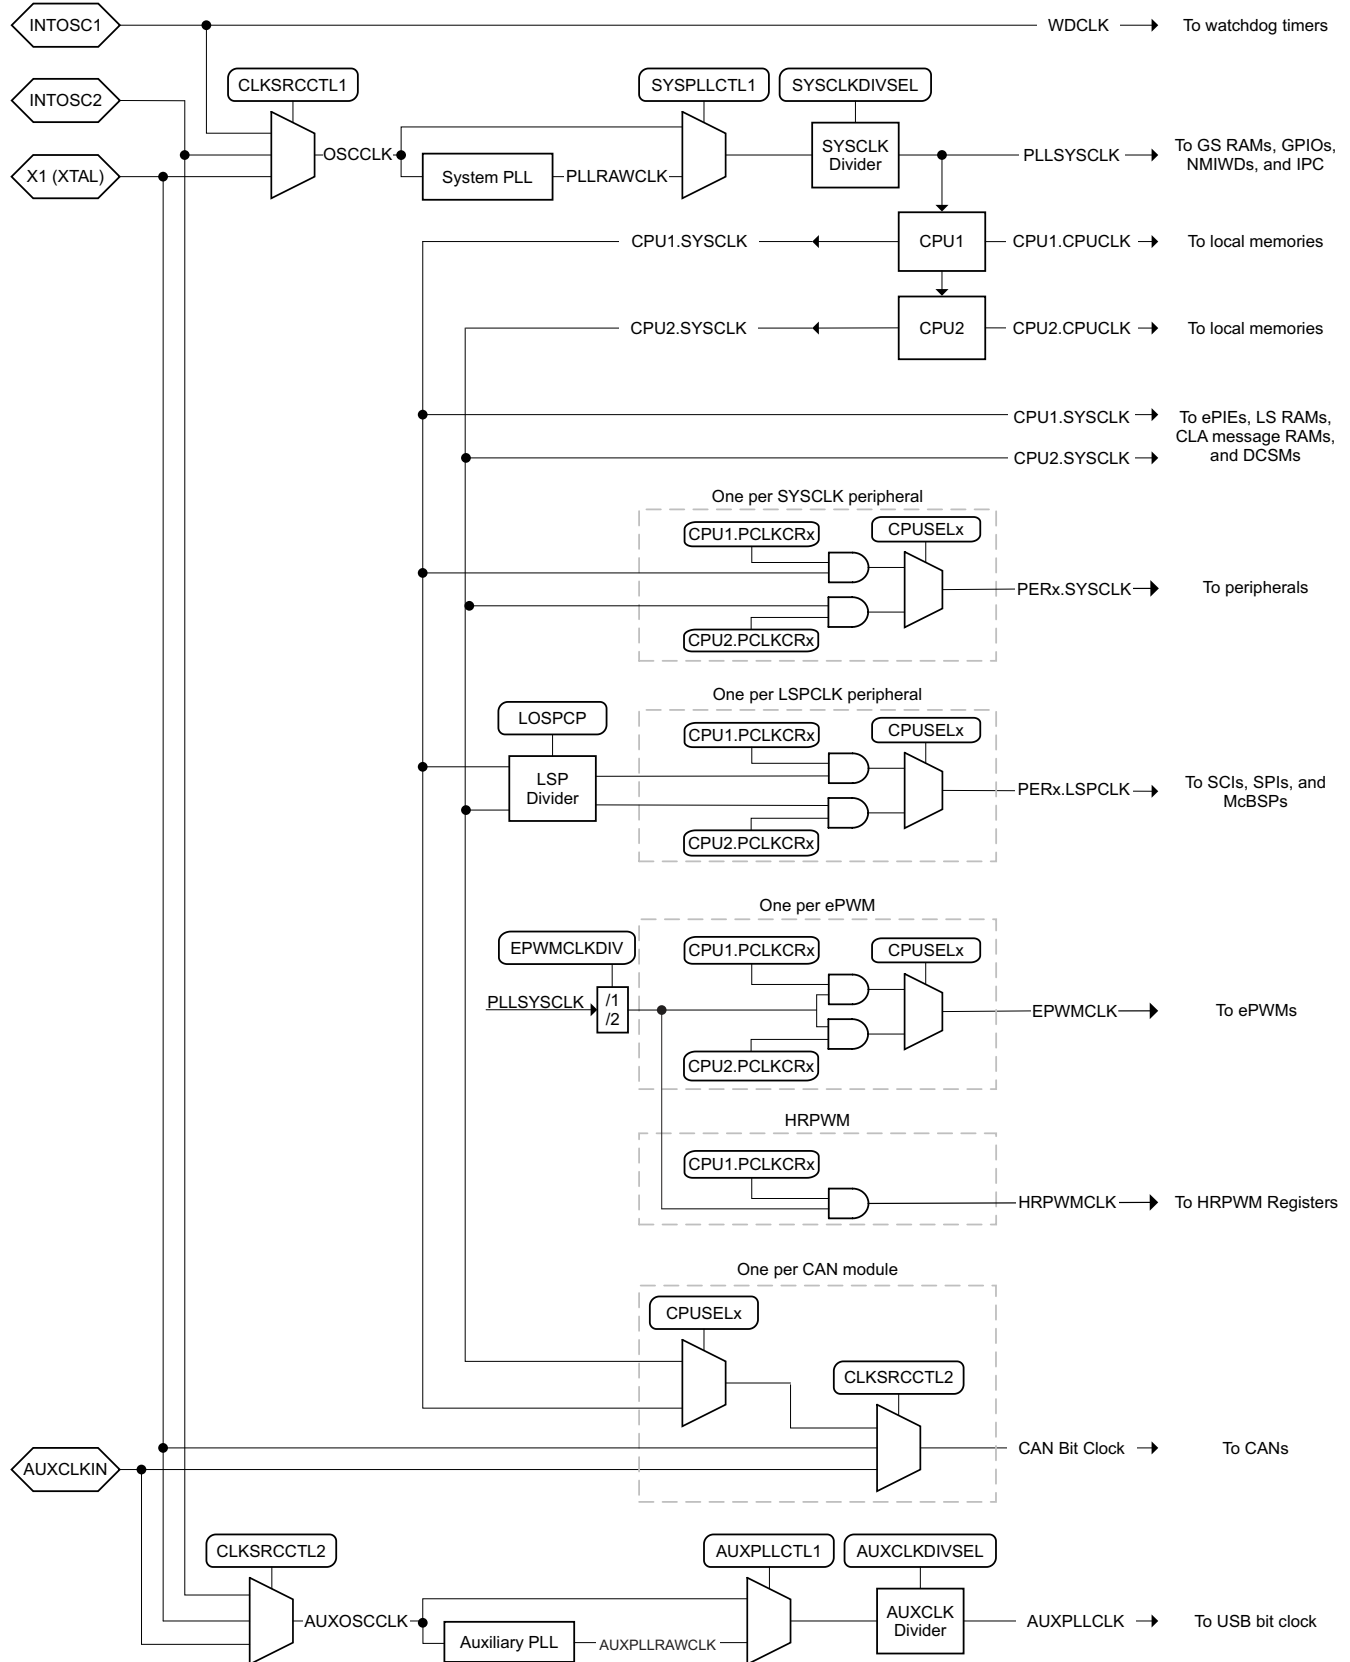 INTOSC1
WDCLK
To watchdog timers
INTOSC2
CLKSRCCTL1
SYSPLLCTL1
SYSCLKDIVSEL
X1 (XTAL)
OSCCLK
System PLL
PLLRAWCLK
SYSCLK
Divider
PLLSYSCLK
To GS RAMs, GPIOs,
NMIWDs, and IPC
CPU1.SYSCLK
CPU1
CPU1.CPUCLK
To local memories
CPU2.SYSCLK
CPU2
CPU2.CPUCLK
To local memories
CPU1.SYSCLK
CPU2.SYSCLK
To ePIEs, LS RAMs,
CLA message RAMs,
and DCSMs
One per SYSCLK peripheral
CPU1.PCLKCRx
CPUSELx
PERx.SYSCLK
To peripherals
CPU2.PCLKCRx
One per LSPCLK peripheral
LOSPCP
CPU1.PCLKCRx
CPUSELx
LSP
Divider
PERx.LSPCLK
To SCIs, SPIs, and
McBSPs
CPU2.PCLKCRx
One per ePWM
EPWMCLKDIV
CPU1.PCLKCRx
CPUSELx
PLLSYSCLK
/1
/2
EPWMCLK
To ePWMs
CPU2.PCLKCRx
HRPWM
CPU1.PCLKCRx
HRPWMCLK
To HRPWM Registers
One per CAN module
CPUSELx
CLKSRCCTL2
CAN Bit Clock
To CANs
AUXCLKIN
CLKSRCCTL2
AUXPLLCTL1
AUXCLKDIVSEL
AUXOSCCLK
Auxiliary PLL
AUXPLLRAWCLK
AUXCLK
Divider
AUXPLLCLK
To USB bit clock